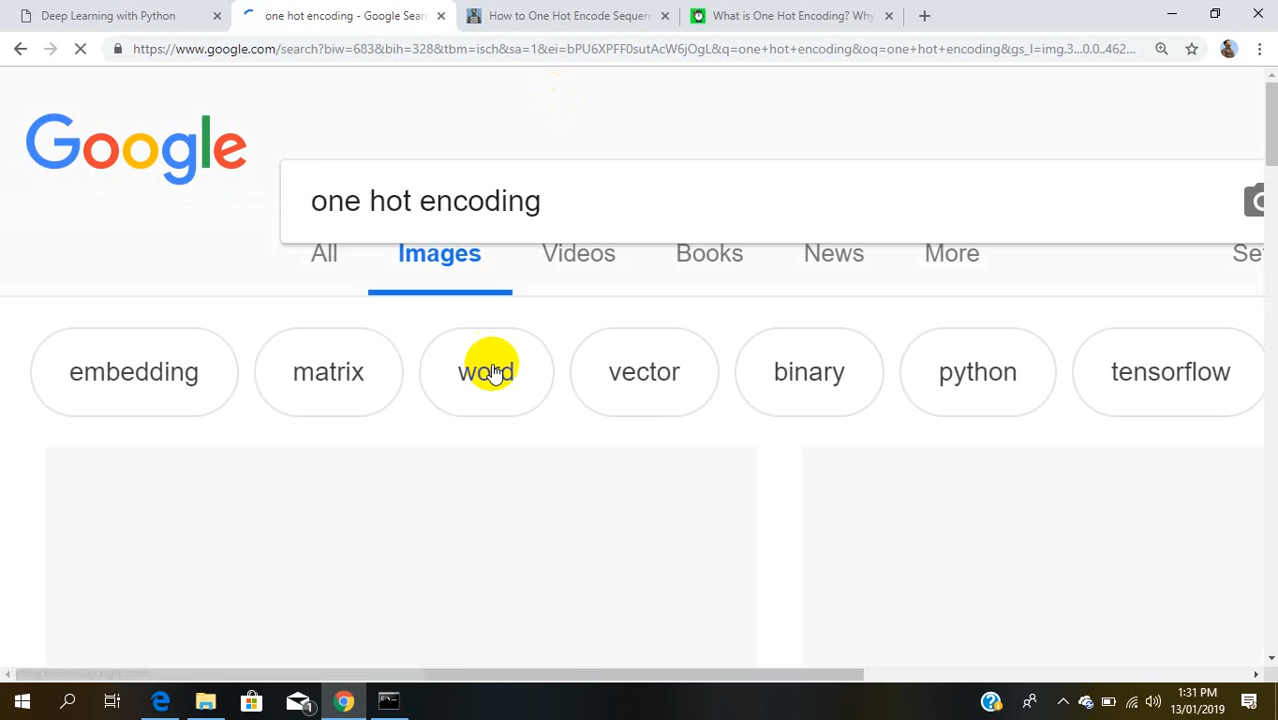 Deep Learning with Python
one hot encoding - Google Sear
How to One Hot Encode Sequen
What is One Hot Encoding? Why
https://www.google.com/search?biw=683&bih=328&tbm=isch&sa=1&ei=bPU6XPFF0sutAcW6jOgL&q=one+hot+encoding&oq=one+hot+encoding&gs_l=img.3...0.0..462...
Google
one hot encoding
All Images Videos Books News More Set
embedding matrix word vector binary python tensorflow
1:31 PM
13/01/2019